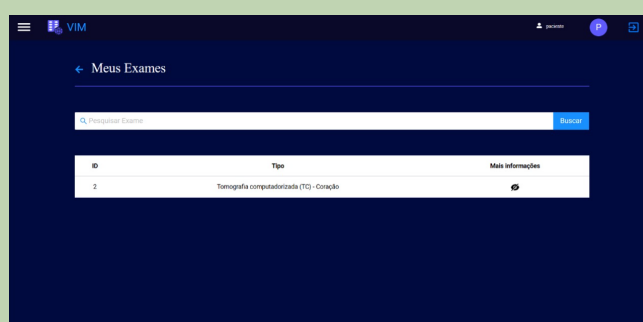 VIM
paciente
P
← Meus Exames
Pesquisar Exame
Buscar
ID Tipo Mais informações
2 Tomografia computadorizada (TC) - Coração